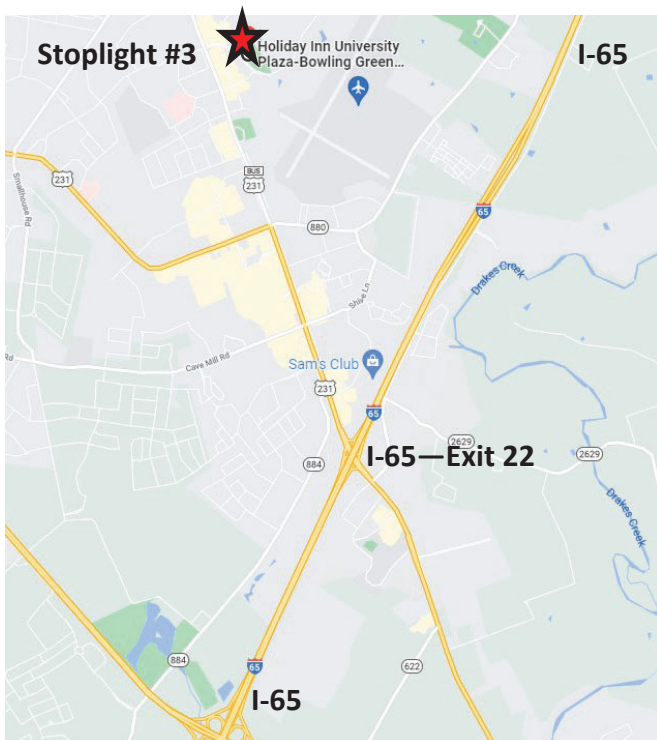 Stoplight #3
Holiday Inn University
Plaza-Bowling Green...
I-65
231
Smallhouse Rd
BUS
231
880
65
Drakes Creek
Shive Ln
Rd
Cave Mill Rd
Sam's Club
231
65
2629
I-65—Exit 22
884
2629
2629
Drakes Creek
884
65
622
I-65